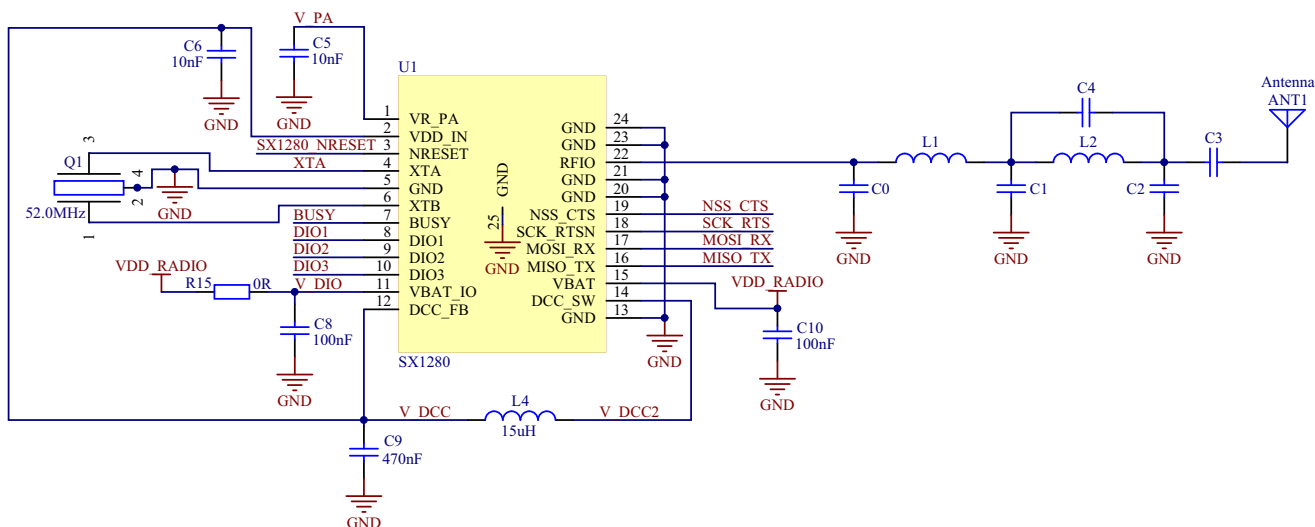 V_PA
C6
10nF
C5
10nF
GND
GND
U1
Antenna
ANT1
C4
1
VR_PA
2
VDD_IN
SX1280_NRESET
3
NRESET
XTA
4
XTA
5
GND
6
XTB
BUSY
7
BUSY
DIO1
8
DIO1
DIO2
9
DIO2
DIO3
10
DIO3
V_DIO
11
VBAT_IO
12
DCC_FB
GND
25
GND
24
GND
23
GND
22
RFIO
21
GND
20
GND
19
NSS_CTS
NSS_CTS
18
SCK_RTSN
SCK_RTS
17
MOSI_RX
MOSI_RX
16
MISO_TX
MISO_TX
15
VBAT
14
DCC_SW
13
GND
SX1280
3
Q1
4
2
52.0MHz
1
GND
VDD_RADIO
R15
0R
C8
100nF
GND
L1
L2
C3
C0
C1
C2
GND
GND
GND
VDD_RADIO
C10
100nF
GND
GND
V_DCC
L4
15uH
V_DCC2
C9
470nF
GND